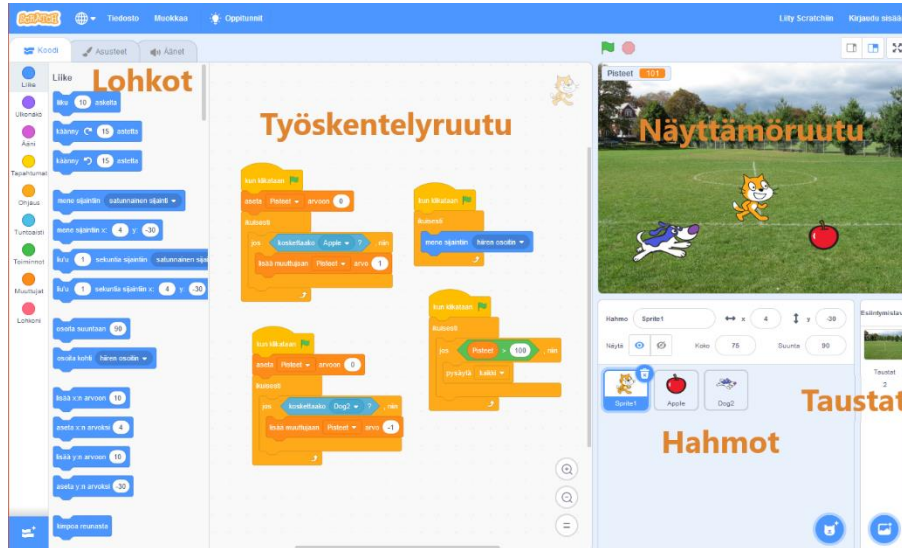 SCRATCH Tiedosto Muokkaa Oppitunnit Liity Scratchiin Kirjaudu sisään
Koodi Asusteet Äänet
Lohkot
Työskentelyruutu
Näyttämöruutu
Hahmot
Taustat
Liike
Ulkonäkö
Ääni
Tapahtumat
Ohjaus
Tuntoaisti
Toiminnot
Muuttujat
Lohkoni
Liike
liiku 10 askelta
käänny 15 astetta
käänny 15 astetta
mene sijaintiin satunnainen sijainti
mene sijaintiin x: 4 y: -30
liu'u 1 sekuntia sijaintiin satunnainen sija
liu'u 1 sekuntia sijaintiin x: 4 y: -30
aseta suuntaan 90
osoita kohti hiiren osoitin
lisää x:n arvoon 10
aseta x:n arvoksi 4
lisää y:n arvoon 10
aseta y:n arvoksi -30
kimpoa reunasta
kun klikataan
aseta Pisteet arvoon 0
ikuisesti
jos koskettaako Apple ? , niin
lisää muuttujaan Pisteet arvo 1
kun klikataan
ikuisesti
mene sijaintiin hiiren osoitin
kun klikataan
aseta Pisteet arvoon 0
ikuisesti
jos koskettaako Dog2 ? , niin
lisää muuttujaan Pisteet arvo -1
kun klikataan
ikuisesti
jos Pisteet > 100 , niin
pysäytä kaikki
Pisteet 101
Hahmo Sprite1 x 4 y -30
Näytä Koko 75 Suunta 90
Sprite1 Apple Dog2
Esiintymislava
Taustat
2